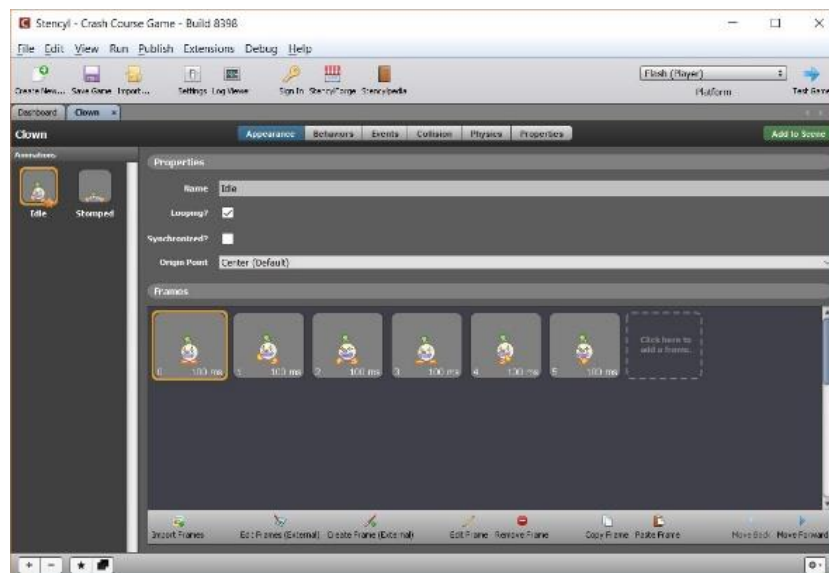 Stencyl - Crash Course Game - Build 8398
File Edit View Run Publish Extensions Debug Help
Create New... Save Game Import... Settings Log Viewer Sign In StencylForge Stencylpedia
Flash (Player)
Platform Test Game
Dashboard Clown ×
Clown Appearance Behaviors Events Collision Physics Properties Add to Scene
Animations
Idle Stomped
Properties
Name Idle
Looping?
Synchronized?
Origin Point Center (Default)
Frames
Click here to
add a frame.
0 100 ms 1 100 ms 2 100 ms 3 100 ms 4 100 ms 5 100 ms
Import Frames Edit Frames (External) Create Frame (External) Edit Frame Remove Frame Copy Frame Paste Frame Move Back Move Forward